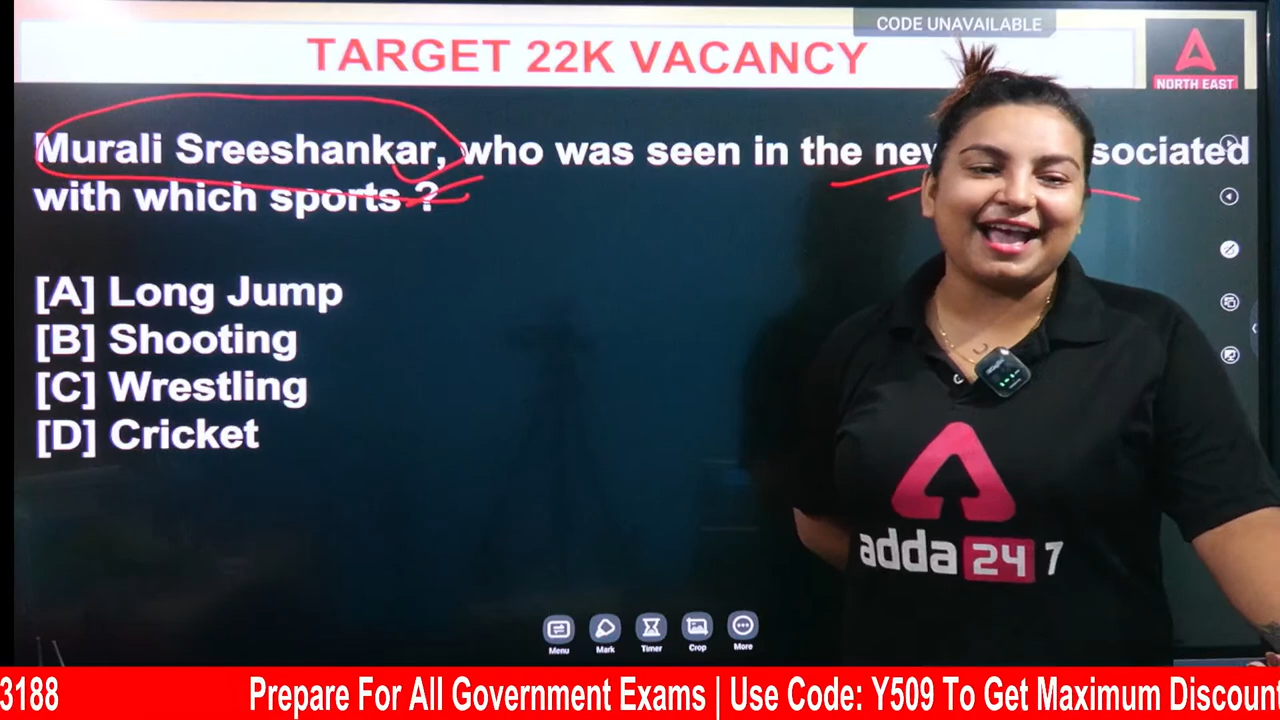 CODE UNAVAILABLE
TARGET 22K VACANCY
NORTH EAST
Murali Sreeshankar, who was seen in the
with which sports ?
[A] Long Jump
[B] Shooting
[C] Wrestling
[D] Cricket
adda 247
Menu Mark Timer Crop More
3188 Prepare For All Government Exams | Use Code: Y509 To Get Maximum Discount